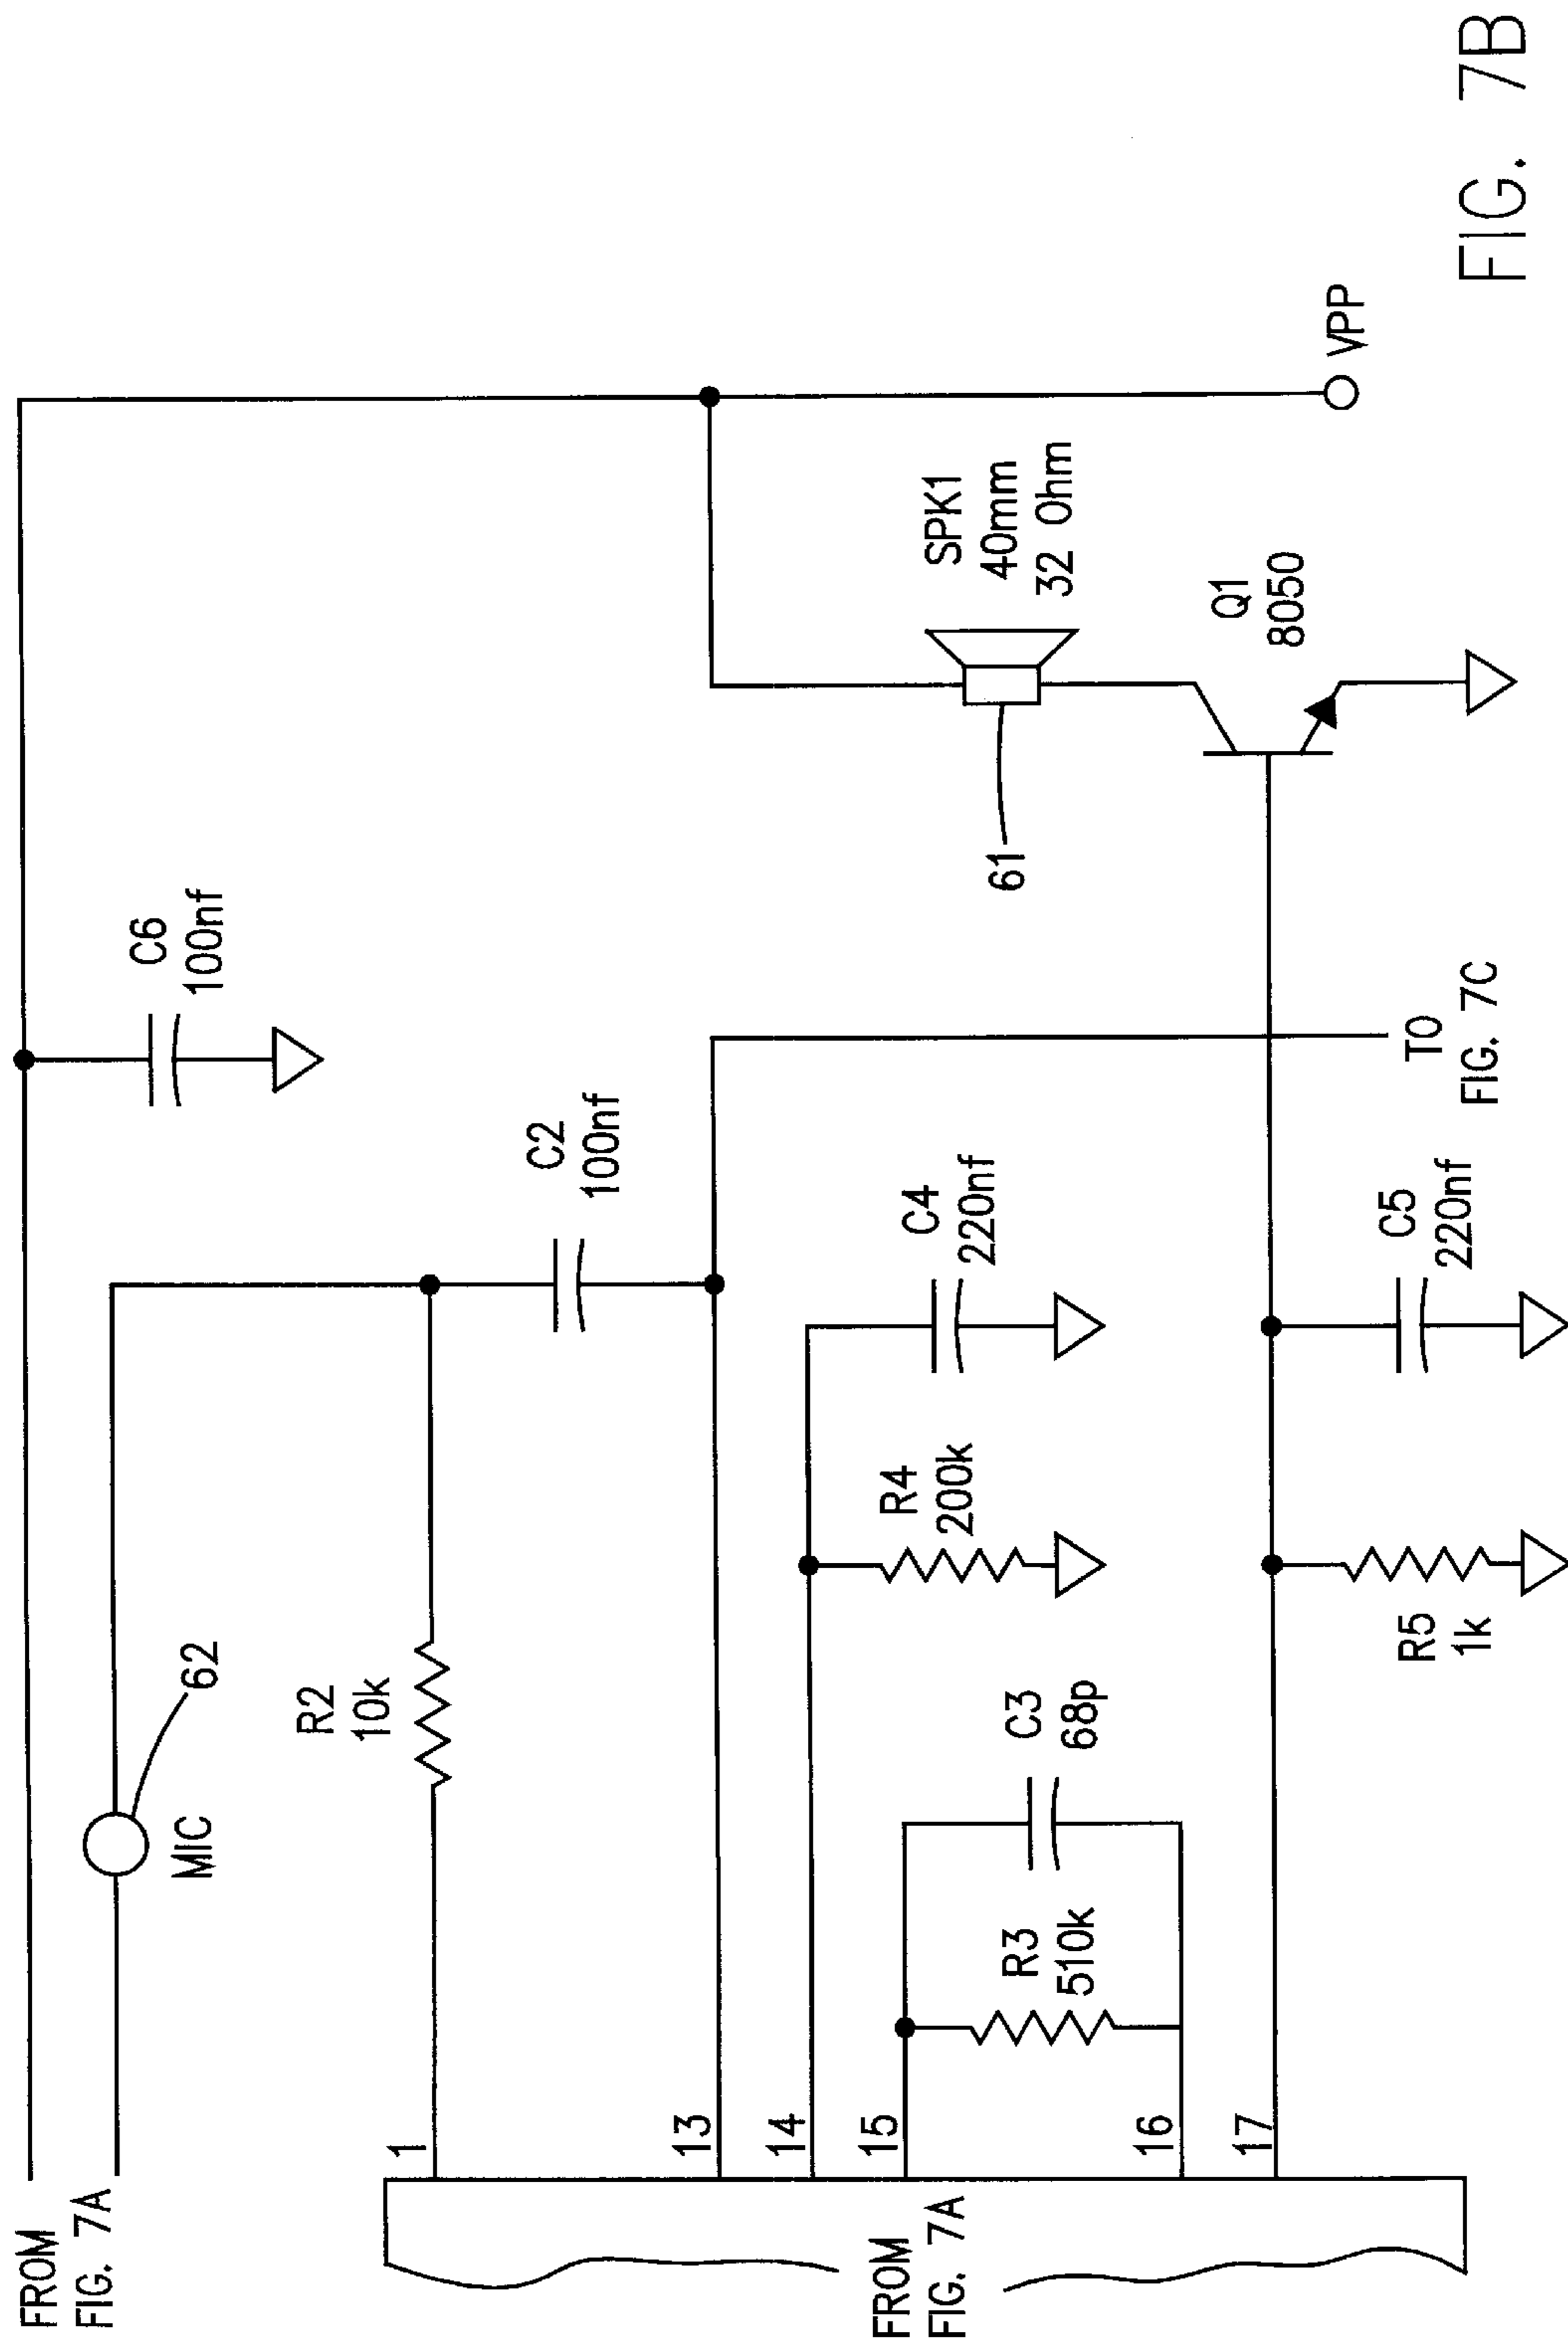 FROM
FIG. 7A
MIC
62
C6
100nf
R2
10k
C2
100nf
1
13
14
15
16
17
FROM
FIG. 7A
R3
510k
C3
68p
R4
200k
C4
220nf
R5
1k
C5
220nf
TO
FIG. 7C
61
SPK1
40mm
32 Ohm
Q1
8050
VPP
FIG. 7B